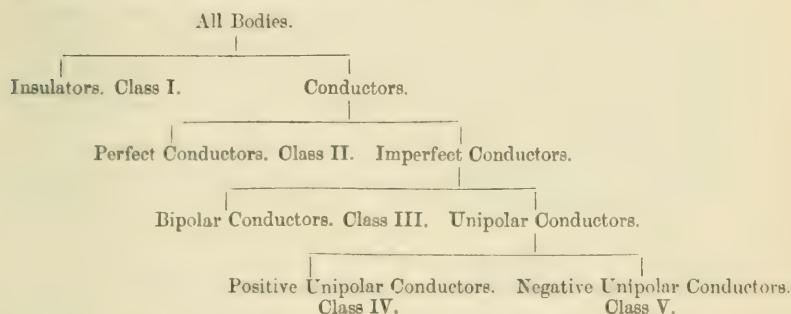 All Bodies.
Insulators. Class I. Conductors.
Perfect Conductors. Class II. Imperfect Conductors.
Bipolar Conductors. Class III. Unipolar Conductors.
Positive Unipolar Conductors. Negative Unipolar Conductors.
Class IV. Class V.